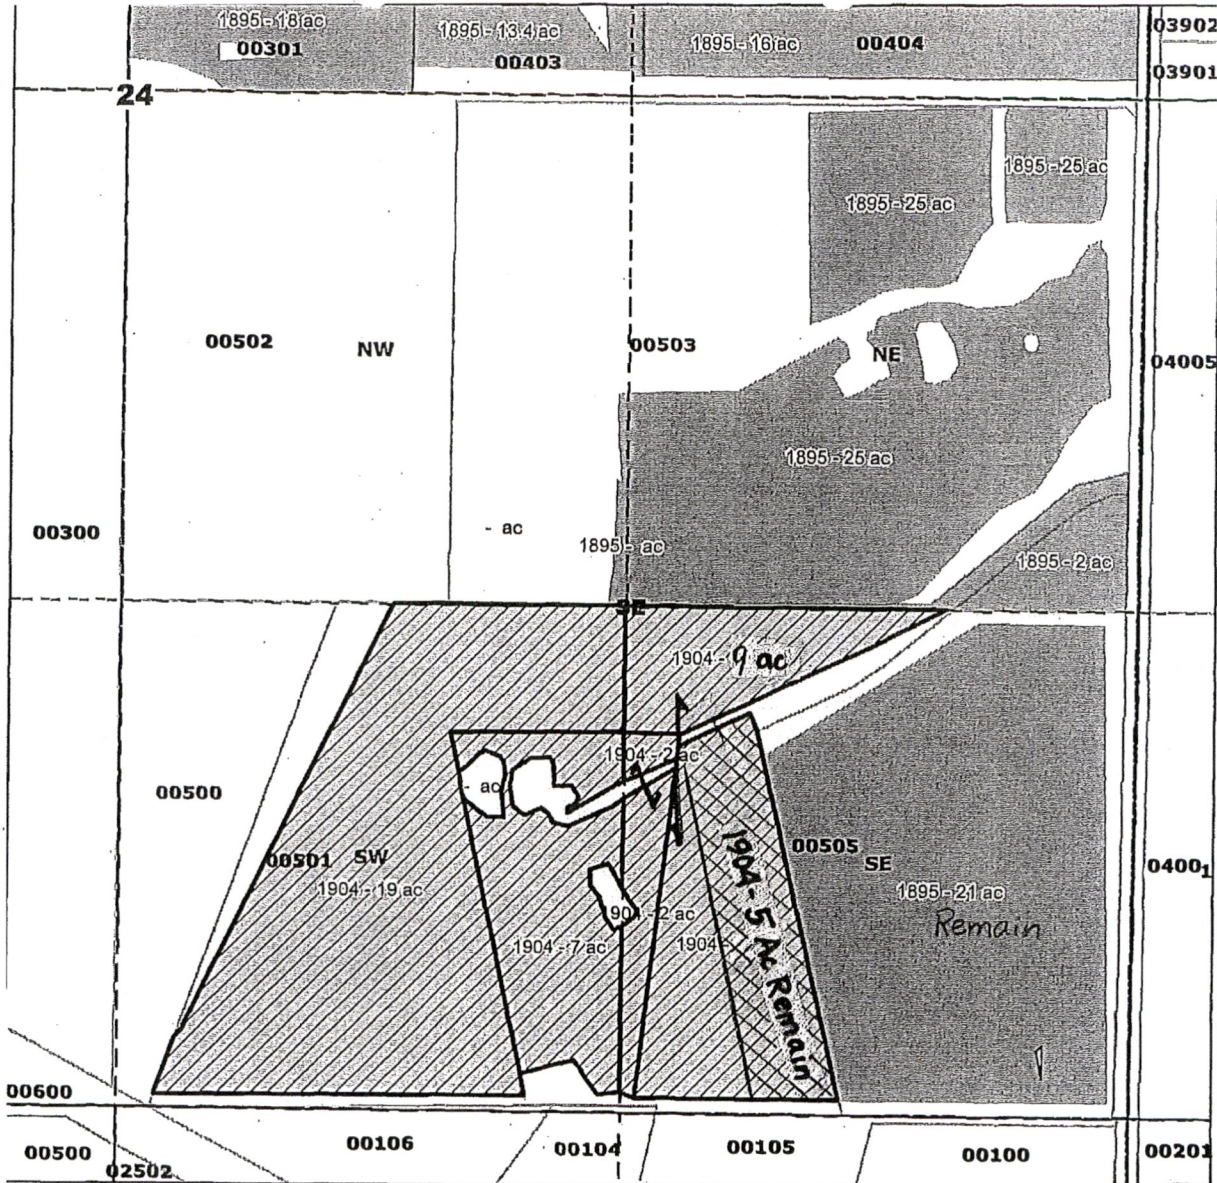 1895 - 18 ac
00301
1895 - 13.4 ac
00403
1895 - 16 ac
00404
03902
03901
24
1895 - 25 ac
1895 - 25 ac
00502
NW
00503
NE
04005
1895 - 25 ac
00300
- ac
1895 - ac
1895 - 2 ac
1904 - 9 ac
1904 - 2 ac
- ac
00500
00501
SW
1904 - 19 ac
00505
SE
04001
1895 - 21 ac
Remain
904 - 2 ac
1904 - 7 ac
1904 -
1904 - 5 Ac Remain
00600
00500
02502
00106
00104
00105
00100
00201